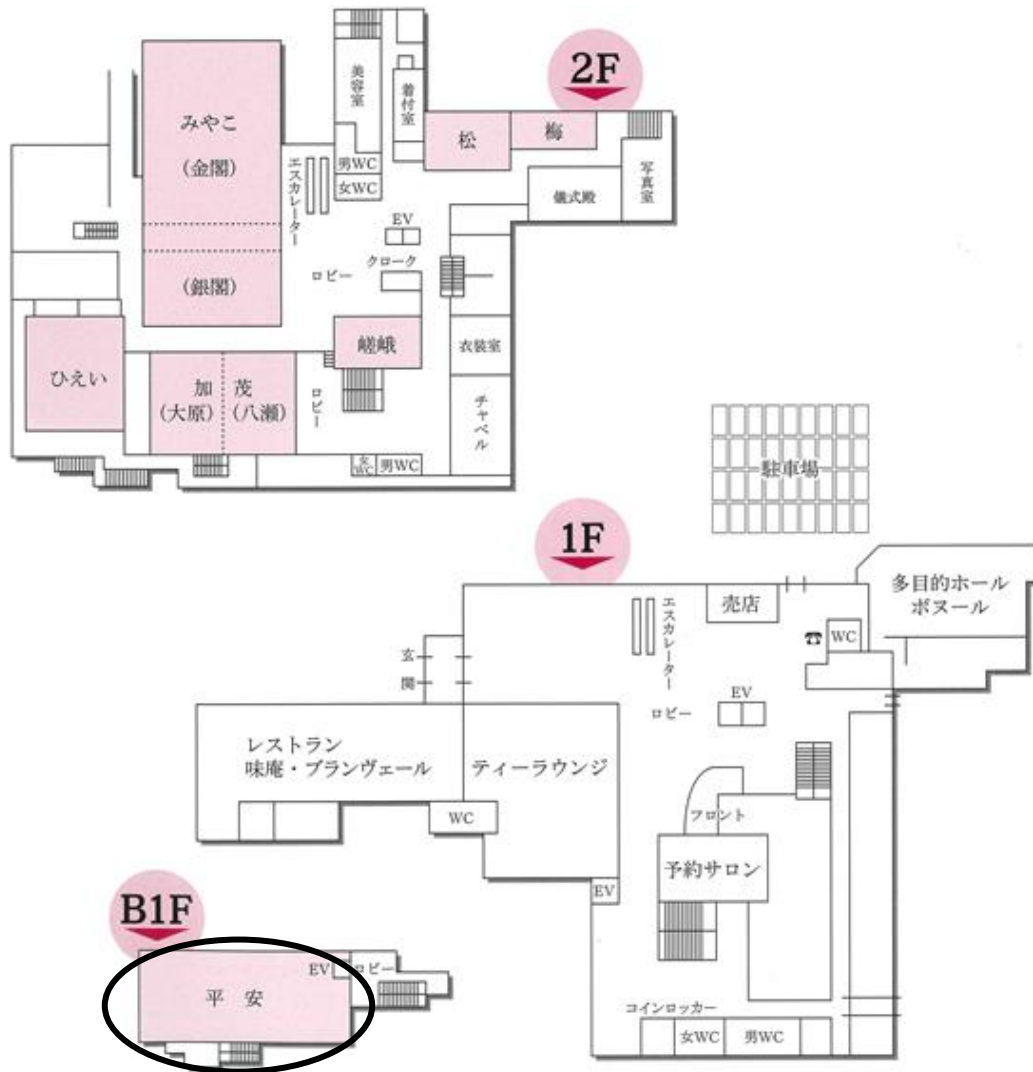 2F
みやこ
(金閣)
(銀閣)
エスカレーター
美容室
着付室
男WC
女WC
松
梅
写真室
儀式殿
EV
クローク
ロビー
嵯峨
衣裳室
チャペル
ひえい
加 茂
(大原) (八瀬)
ロビー
女WC
男WC
駐車場
1F
多目的ホール
ボヌール
売店
エスカレーター
WC
玄関
EV
ロビー
レストラン
味庵・ブランヴェール
ティーラウンジ
WC
フロント
予約サロン
EV
コインロッカー
女WC
男WC
B1F
EV
ロビー
平 安